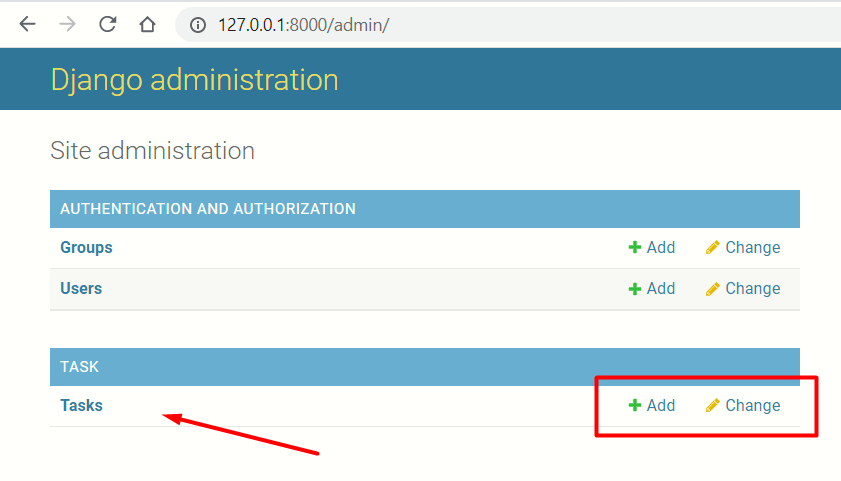 127.0.0.1:8000/admin/
Django administration
Site administration
AUTHENTICATION AND AUTHORIZATION
Groups Add Change
Users Add Change
TASK
Tasks Add Change